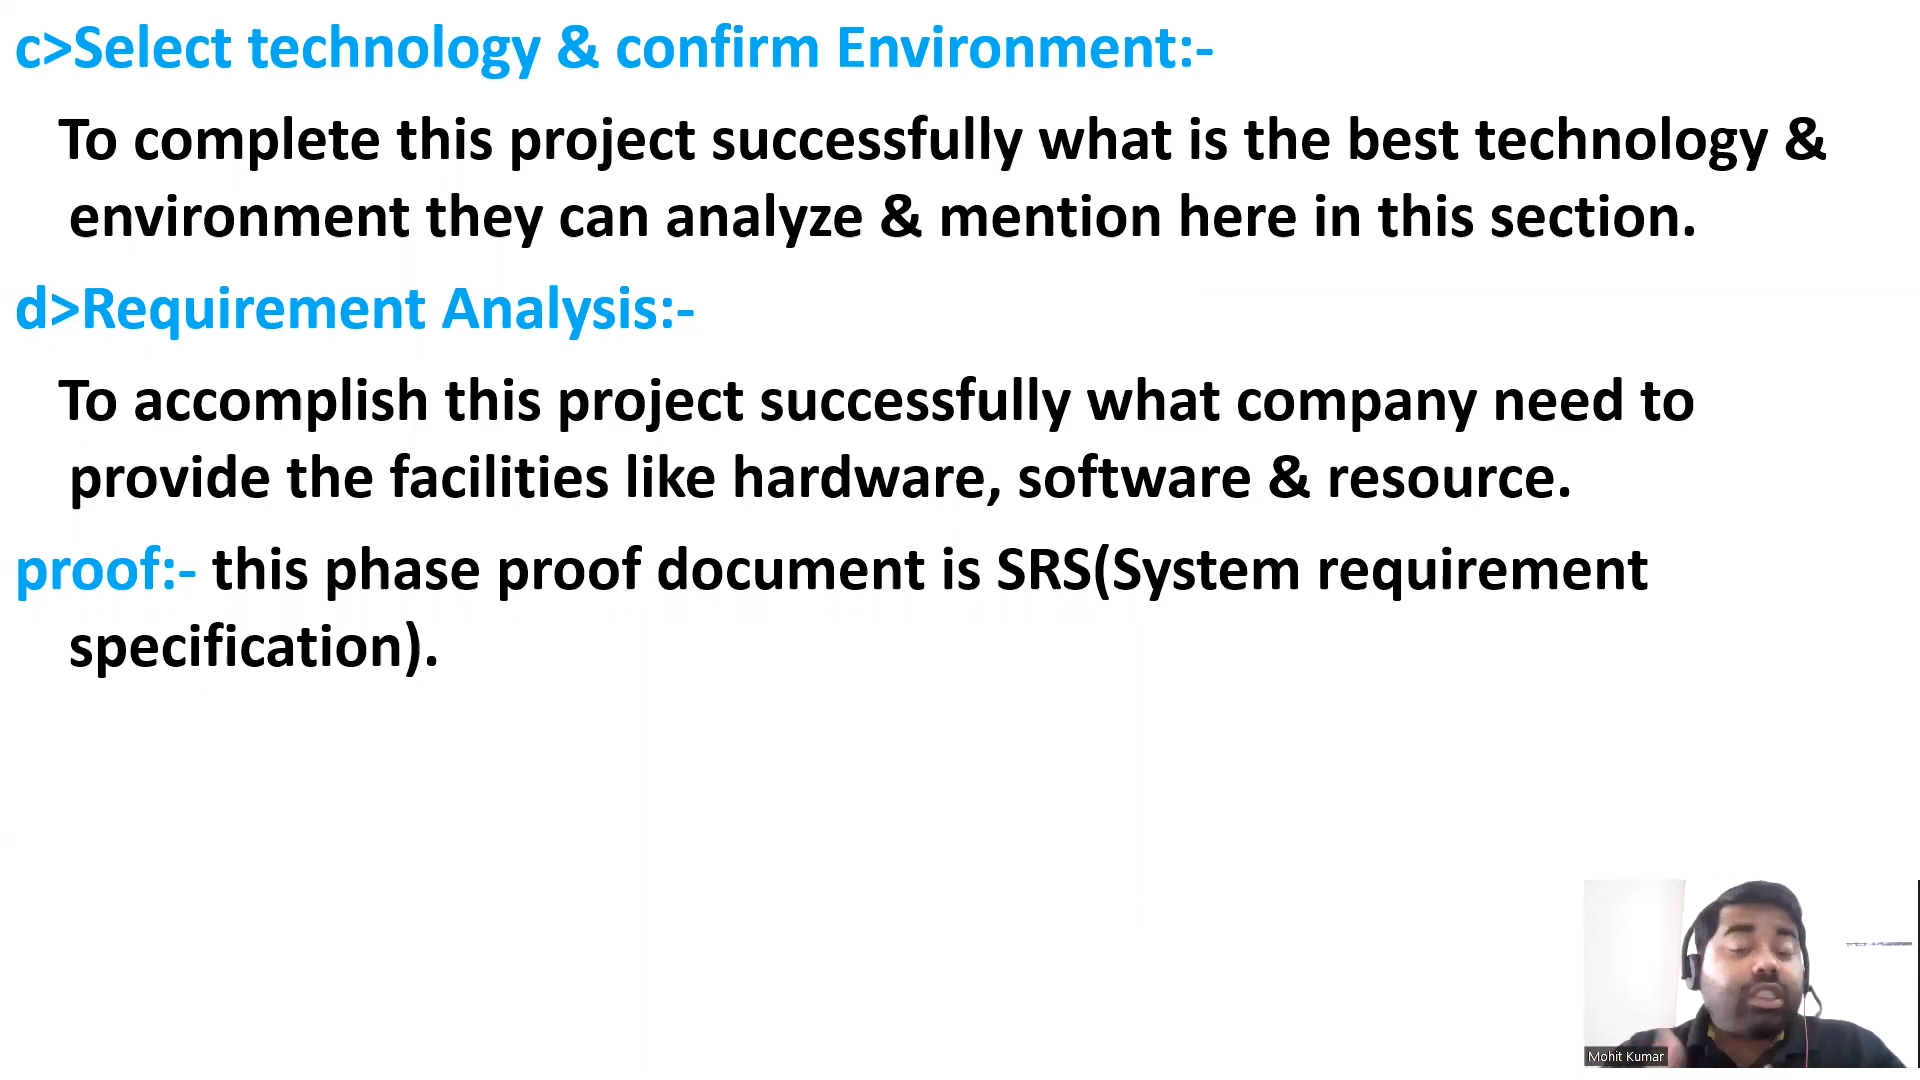 c>Select technology & confirm Environment:-
To complete this project successfully what is the best technology &
environment they can analyze & mention here in this section.
d>Requirement Analysis:-
To accomplish this project successfully what company need to
provide the facilities like hardware, software & resource.
proof:- this phase proof document is SRS(System requirement
specification).
Mohit Kumar